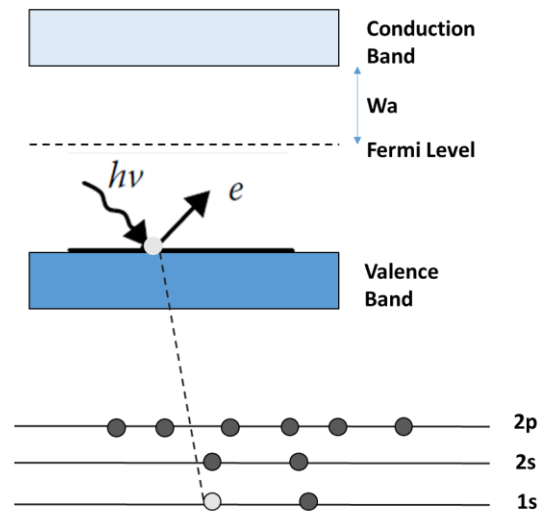 Conduction
Band
Wa
Fermi Level
hν
e
Valence
Band
2p
2s
1s